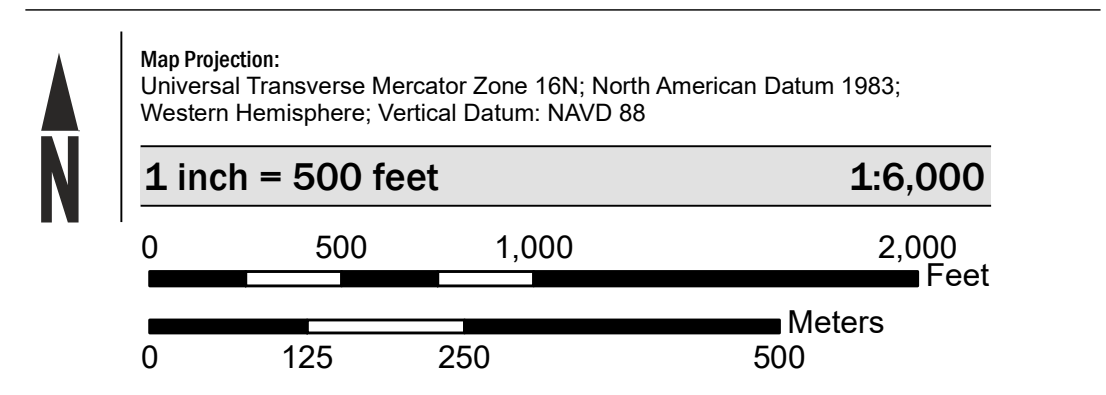 Map Projection:
Universal Transverse Mercator Zone 16N; North American Datum 1983;
Western Hemisphere; Vertical Datum: NAVD 88
N
1 inch = 500 feet 1:6,000
0 500 1,000 2,000
Feet
Meters
0 125 250 500